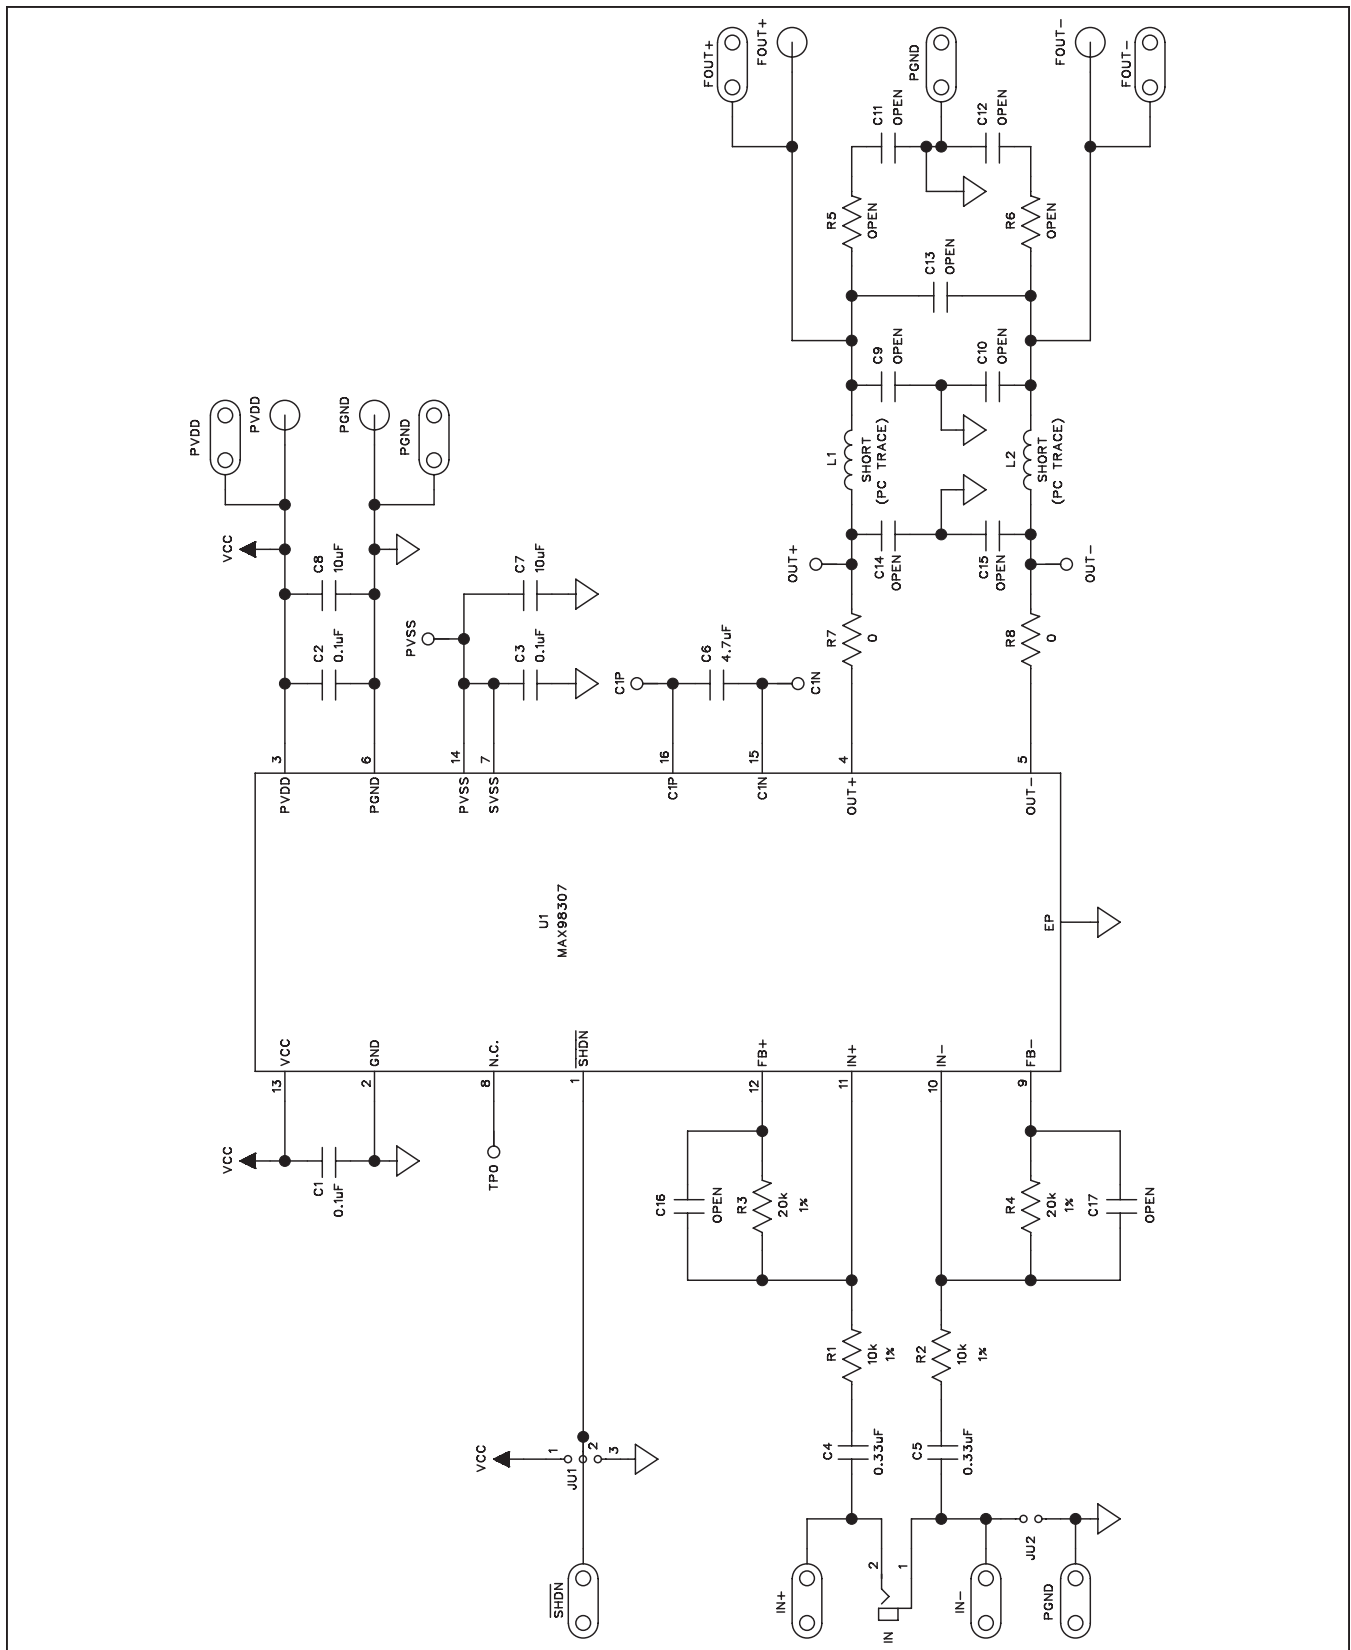 FOUT+
FOUT+
PGND
FOUT-
FOUT-
C11
OPEN
C12
OPEN
R5
OPEN
R6
OPEN
C13
OPEN
C9
OPEN
C10
OPEN
PVDD
PVDD
PGND
PGND
L1
SHORT
(PC TRACE)
L2
SHORT
(PC TRACE)
VCC
C8
10uF
C7
10uF
OUT+
C14
OPEN
C15
OPEN
OUT-
C2
0.1uF
PVSS
C3
0.1uF
C1P
C6
4.7uF
C1N
R7
0
R8
0
3
6
14
7
16
15
4
5
PVDD
PGND
PVSS
SVSS
C1P
C1N
OUT+
OUT-
U1
MAX98307
EP
VCC
GND
N.C.
SHDN
FB+
IN+
IN-
FB-
13
2
8
1
12
11
10
9
VCC
C1
0.1uF
TP0
C16
OPEN
R3
20k
1%
R4
20k
1%
C17
OPEN
R1
10k
1%
R2
10k
1%
VCC
1
2
3
JU1
C4
0.33uF
C5
0.33uF
SHDN
IN+
2
1
IN
IN-
JU2
PGND